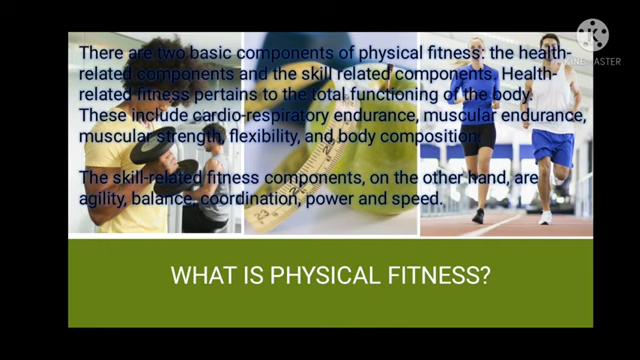 There are two basic components of physical fitness: the health-
related components and the skill related components. Health-
related fitness pertains to the total functioning of the body.
These include cardio-respiratory endurance, muscular endurance,
muscular strength, flexibility, and body composition.
The skill-related fitness components, on the other hand, are
agility, balance, coordination, power and speed.
WHAT IS PHYSICAL FITNESS?
KINEMASTER
23